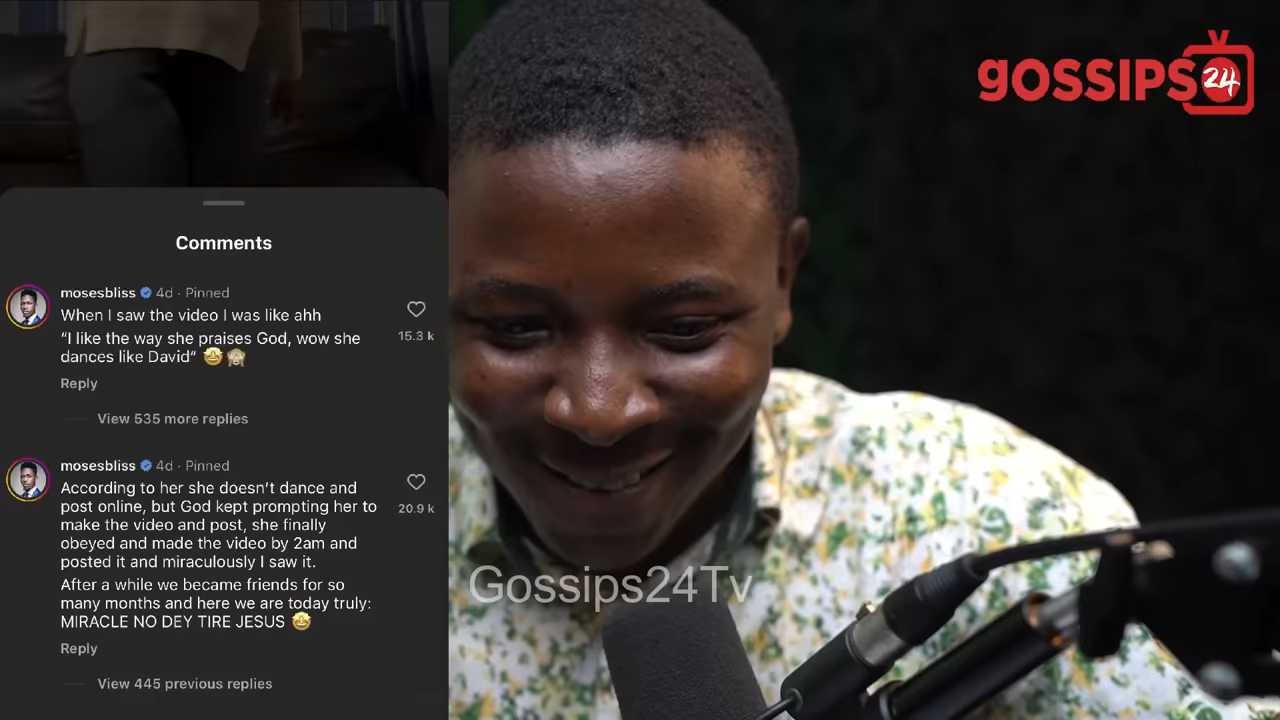 Comments
mosesbliss 4d · Pinned
When I saw the video I was like ahh
“I like the way she praises God, wow she
dances like David“ 🤩🙈
15.3 k
Reply
View 535 more replies
mosesbliss 4d · Pinned
According to her she doesn’t dance and
post online, but God kept prompting her to
make the video and post, she finally
obeyed and made the video by 2am and
posted it and miraculously I saw it.
After a while we became friends for so
many months and here we are today truly:
MIRACLE NO DEY TIRE JESUS 🤩
20.9 k
Reply
View 445 previous replies
gOSSIPS 24
Gossips24Tv